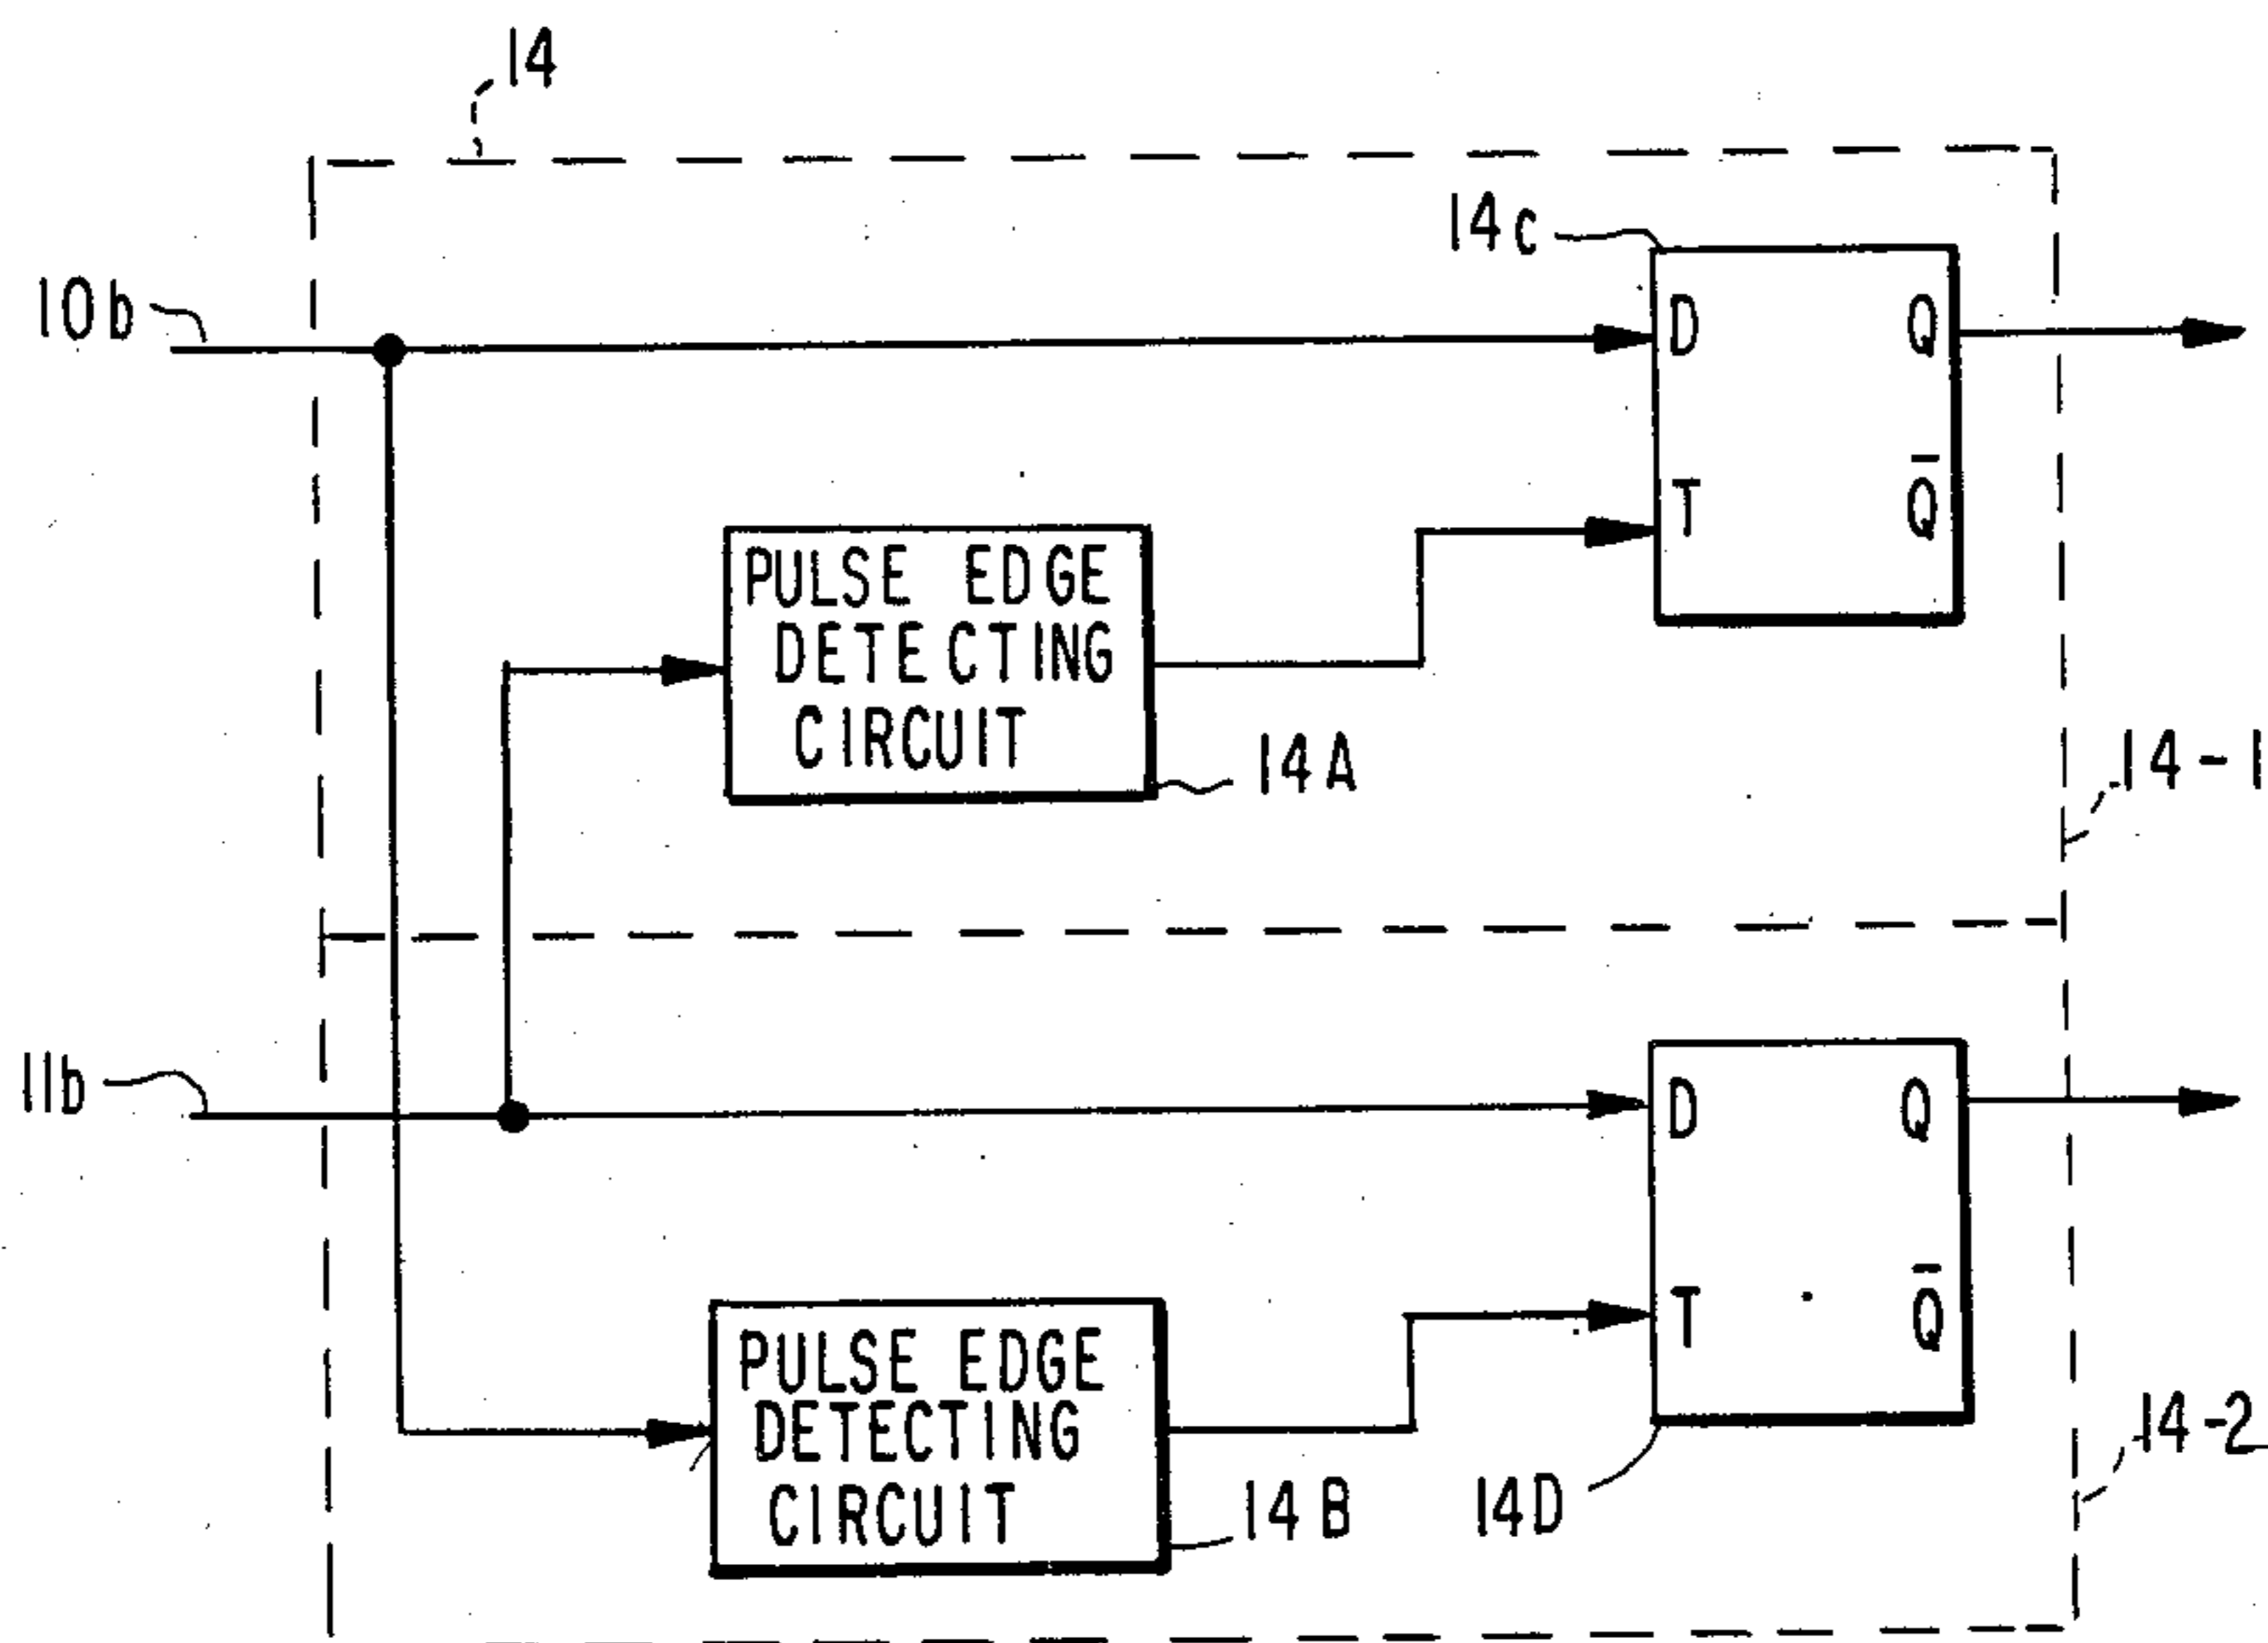 14
14c
10b
D
Q
T
Q̅
PULSE EDGE
DETECTING
CIRCUIT
14A
14-1
11b
D
Q
T
Q̅
PULSE EDGE
DETECTING
CIRCUIT
14B
14D
14-2